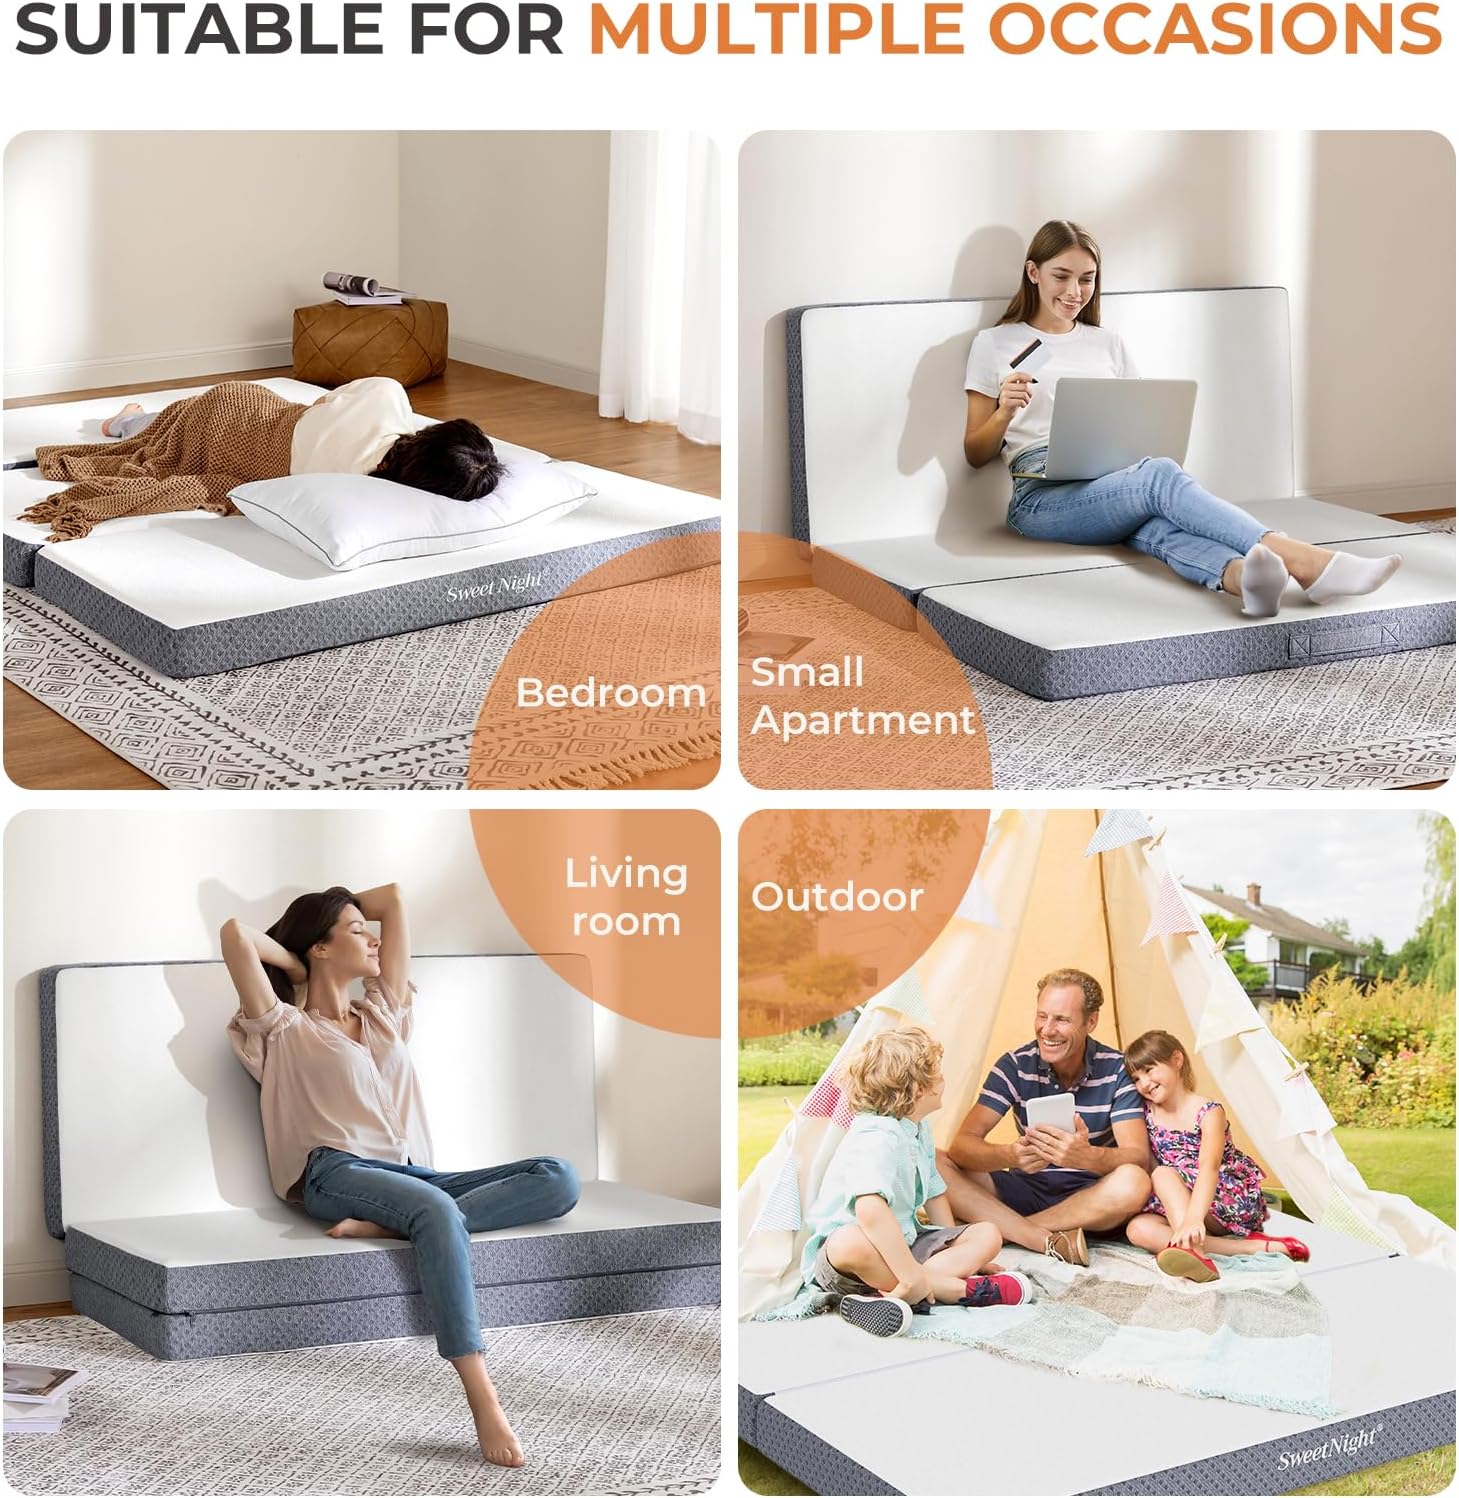 SUITABLE FOR MULTIPLE OCCASIONS
Sweet Night®
Bedroom
Small
Apartment
Living
room
Outdoor
SweetNight®